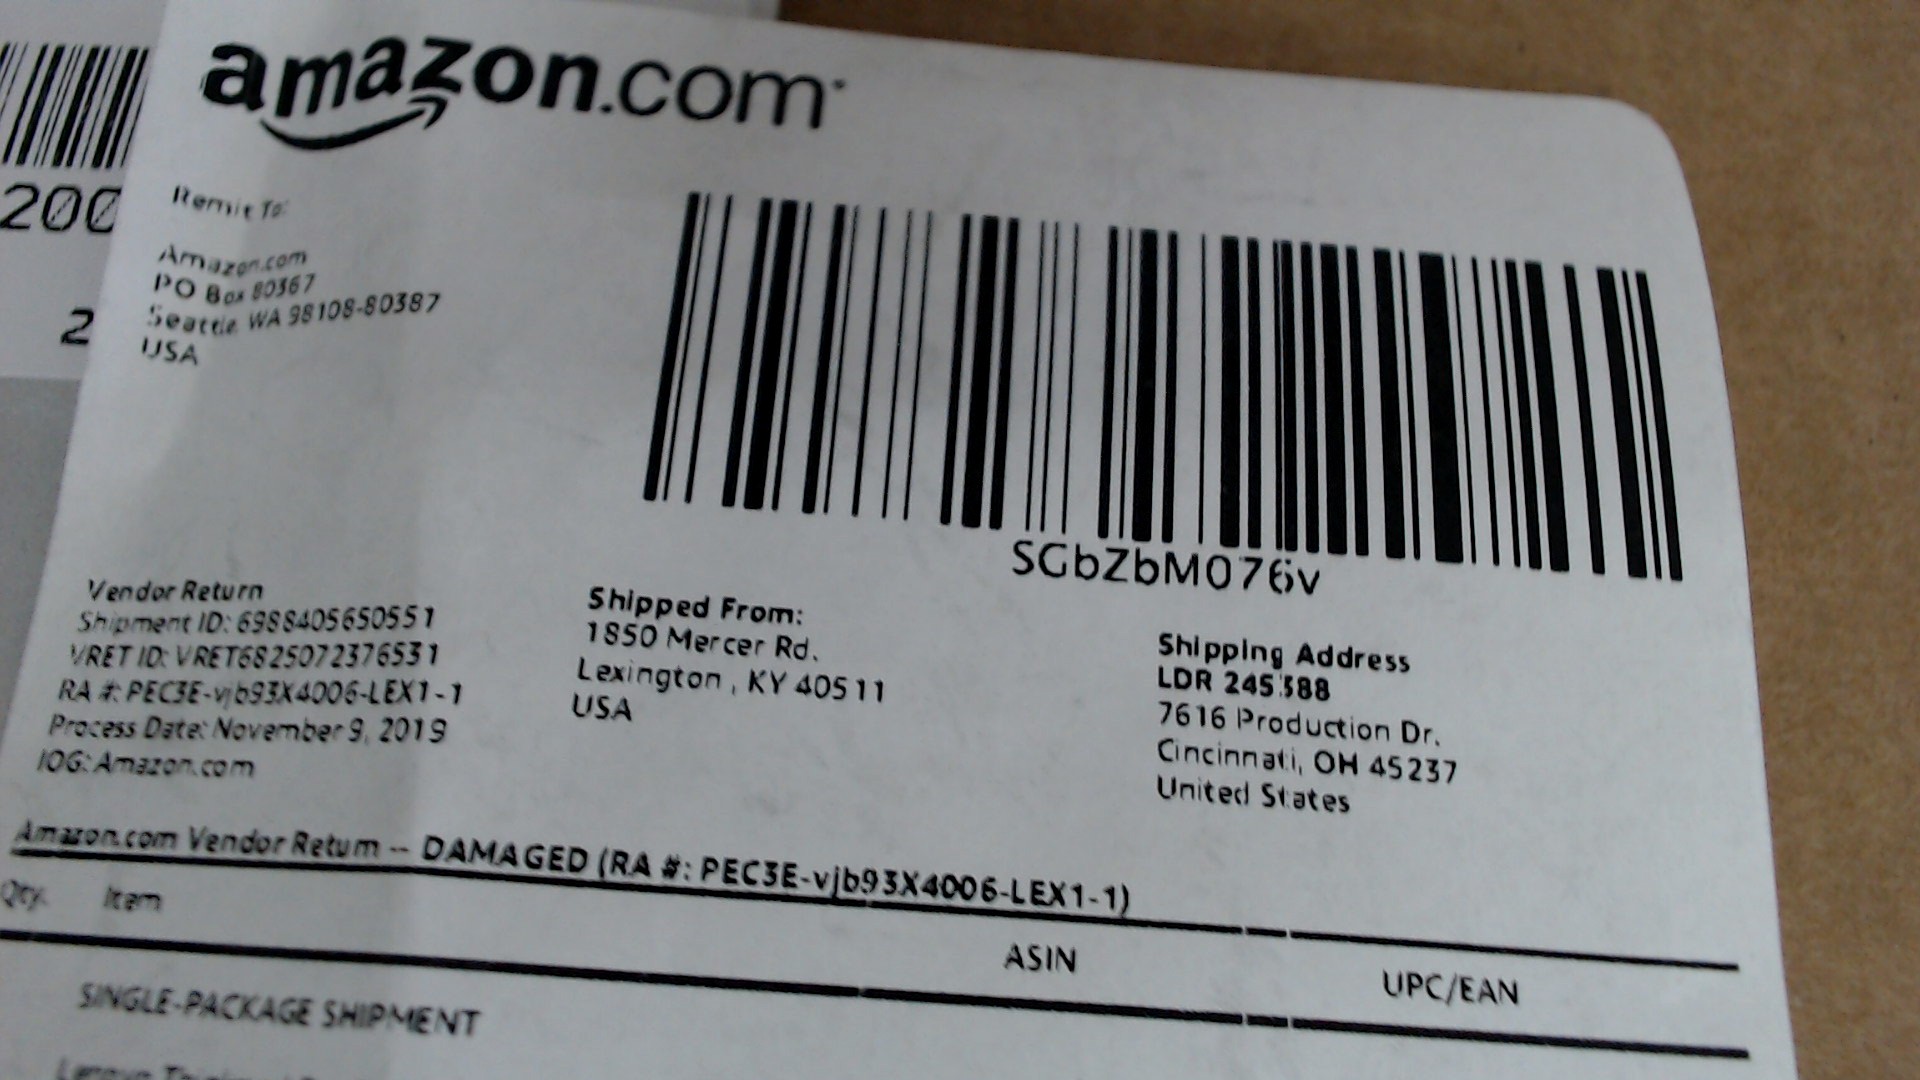 amazon.com
200
2
Remit To:
Amazon.com
PO Box 80367
Seattle WA 98108-80387
USA
SGbZbM076v
Vendor Return
Shipment ID: 6988405650551
VRET ID: VRET6825072376531
RA #: PEC3E-vjb93X4006-LEX1-1
Process Date: November 9, 2019
IOG: Amazon.com
Shipped From:
1850 Mercer Rd.
Lexington , KY 40511
USA
Shipping Address
LDR
7616 Production Dr.
Cincinnati, OH 45237
United States
Amazon.com Vendor Return -- DAMAGED (RA #: PEC3E-vjb93X4006-LEX1-1)
Qty. Item ASIN UPC/EAN
SINGLE-PACKAGE SHIPMENT